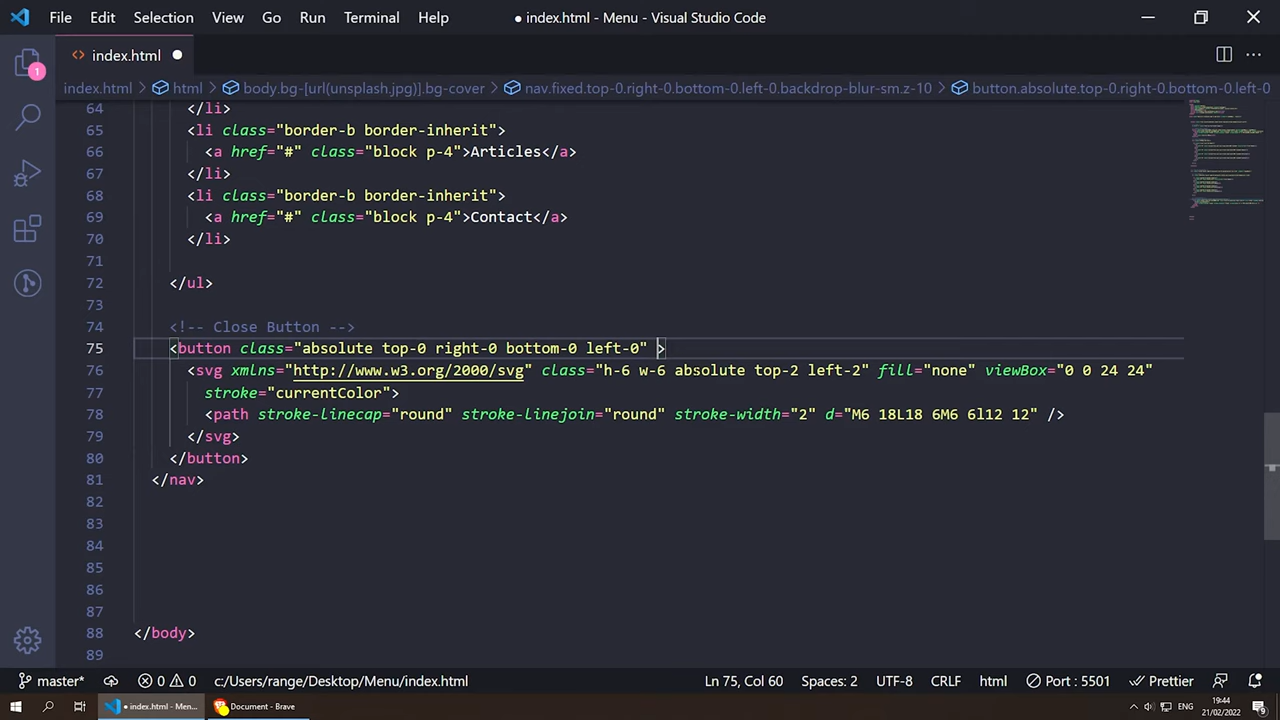 File Edit Selection View Go Run Terminal Help ● index.html - Menu - Visual Studio Code
index.html
index.html > html > body.bg-[url(unsplash.jpg)].bg-cover > nav.fixed.top-0.right-0.bottom-0.left-0.backdrop-blur-sm.z-10 > button.absolute.top-0.right-0.bottom-0.left-0
1
64 </li>
65 <li class="border-b border-inherit">
66 <a href="#" class="block p-4">Articles</a>
67 </li>
68 <li class="border-b border-inherit">
69 <a href="#" class="block p-4">Contact</a>
70 </li>
71
72 </ul>
73
74 <!-- Close Button -->
75 <button class="absolute top-0 right-0 bottom-0 left-0" >
76 <svg xmlns="http://www.w3.org/2000/svg" class="h-6 w-6 absolute top-2 left-2" fill="none" viewBox="0 0 24 24"
77 stroke="currentColor">
78 <path stroke-linecap="round" stroke-linejoin="round" stroke-width="2" d="M6 18L18 6M6 6l12 12" />
79 </svg>
80 </button>
81 </nav>
82
83
84
85
86
87
88 </body>
89
master* 0 0 c:/Users/range/Desktop/Menu/index.html Ln 75, Col 60 Spaces: 2 UTF-8 CRLF html Port : 5501 Prettier
● index.html - Men... Document - Brave ENG 19:44
21/02/2022 9